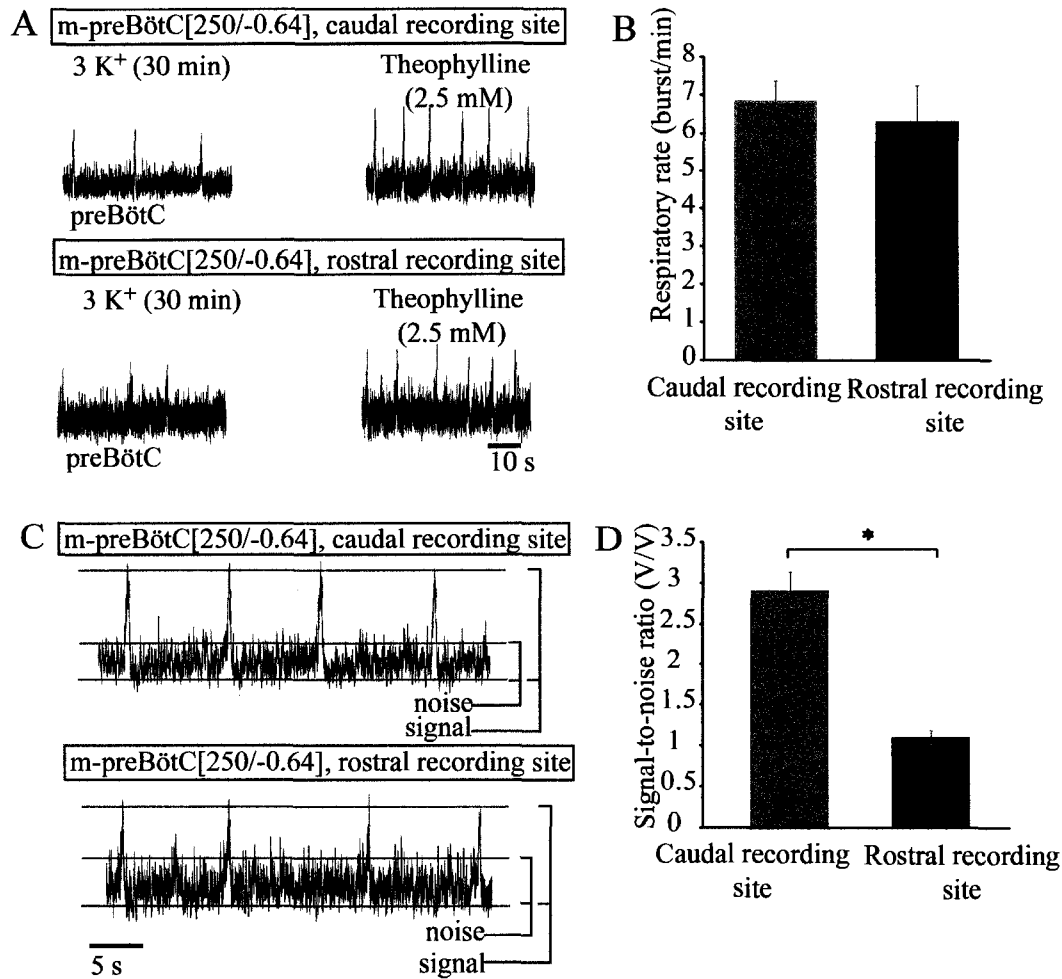 A
m-preBötC[250/-0.64], caudal recording site
3 K+ (30 min)
Theophylline
(2.5 mM)
preBötC
m-preBötC[250/-0.64], rostral recording site
3 K+ (30 min)
Theophylline
(2.5 mM)
preBötC
10 s
B
Respiratory rate (burst/min)
8
7
6
5
4
3
2
1
0
Caudal recording site
Rostral recording site
C
m-preBötC[250/-0.64], caudal recording site
noise
signal
m-preBötC[250/-0.64], rostral recording site
noise
signal
5 s
D
Signal-to-noise ratio (V/V)
3.5
3
2.5
2
1.5
1
0.5
0
*
Caudal recording site
Rostral recording site